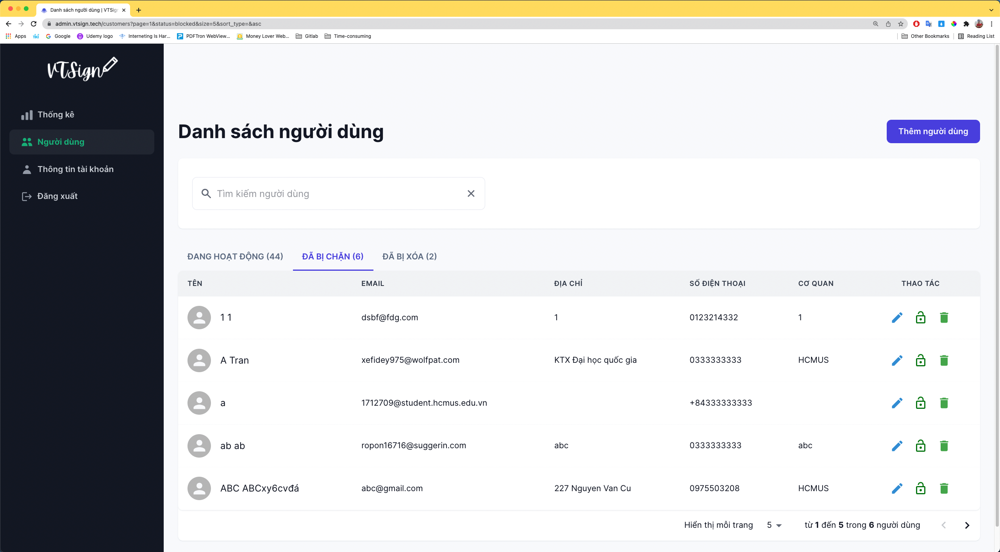 Danh sách người dùng | VTSign
admin.vtsign.tech/customers?page=1&status=blocked&size=5&sort_type=&asc
Apps TIKI Google Udemy logo Interneting Is Har... PDFTron WebView... Money Lover Web... Gitlab Time-consuming Other Bookmarks Reading List
VTSign
Thống kê
Người dùng
Thông tin tài khoản
Đăng xuất
Danh sách người dùng
Thêm người dùng
Tìm kiếm người dùng
ĐANG HOẠT ĐỘNG (44) ĐÃ BỊ CHẶN (6) ĐÃ BỊ XÓA (2)
TÊN EMAIL ĐỊA CHỈ SỐ ĐIỆN THOẠI CƠ QUAN THAO TÁC
1 1 dsbf@fdg.com 1 0123214332 1
A Tran xefidey975@wolfpat.com KTX Đại học quốc gia 0333333333 HCMUS
a 1712709@student.hcmus.edu.vn +84333333333
ab ab ropon16716@suggerin.com abc 0333333333 abc
ABC ABCxy6cvđá abc@gmail.com 227 Nguyen Van Cu 0975503208 HCMUS
Hiển thị mỗi trang 5 từ 1 đến 5 trong 6 người dùng